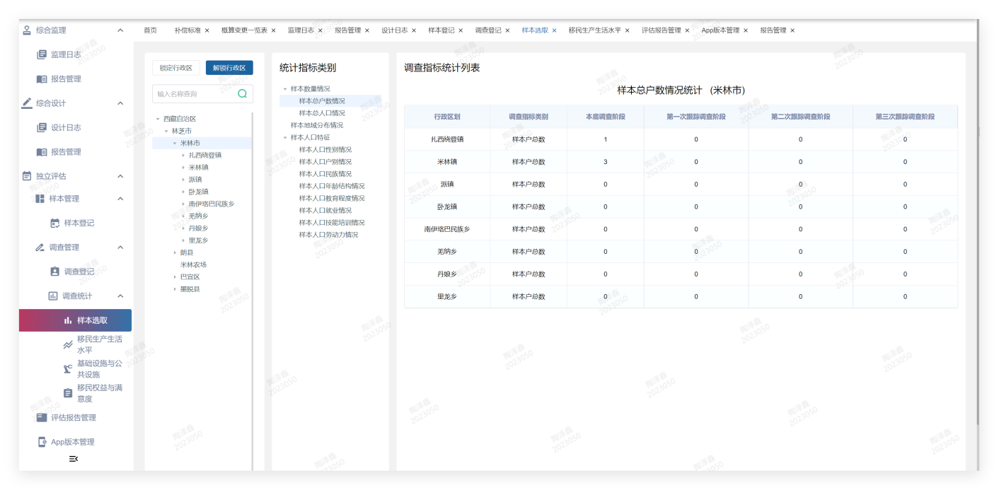 综合监理
监理日志
报告管理
综合设计
设计日志
报告管理
独立评估
样本管理
样本登记
调查管理
调查登记
调查统计
样本选取
移民生产生活
水平
基础设施与公
共设施
移民权益与满
意度
评估报告管理
App版本管理
首页 补偿标准 × 概算变更一览表 × 监理日志 × 报告管理 × 设计日志 × 样本登记 × 调查登记 × 样本选取 × 移民生产生活水平 × 评估报告管理 × App版本管理 × 报告管理 ×
锁定行政区 解锁行政区
输入名称查询
西藏自治区
林芝市
米林市
扎西绕登镇
米林镇
派镇
卧龙镇
南伊珞巴民族乡
羌纳乡
丹娘乡
里龙乡
朗县
米林农场
巴宜区
墨脱县
统计指标类别
样本数量情况
样本总户数情况
样本总人口情况
样本地域分布情况
样本人口特征
样本人口性别情况
样本人口户别情况
样本人口民族情况
样本人口年龄结构情况
样本人口教育程度情况
样本人口就业情况
样本人口技能培训情况
样本人口劳动力情况
调查指标统计列表
样本总户数情况统计 (米林市)
行政区划 调查指标类别 本底调查阶段 第一次跟踪调查阶段 第二次跟踪调查阶段 第三次跟踪调查阶段
扎西绕登镇 样本户总数 1 0 0 0
米林镇 样本户总数 3 0 0 0
派镇 样本户总数 0 0 0 0
卧龙镇 样本户总数 0 0 0 0
南伊珞巴民族乡 样本户总数 0 0 0 0
羌纳乡 样本户总数 0 0 0 0
丹娘乡 样本户总数 0 0 0 0
里龙乡 样本户总数 0 0 0 0
陶泽鑫
2023050